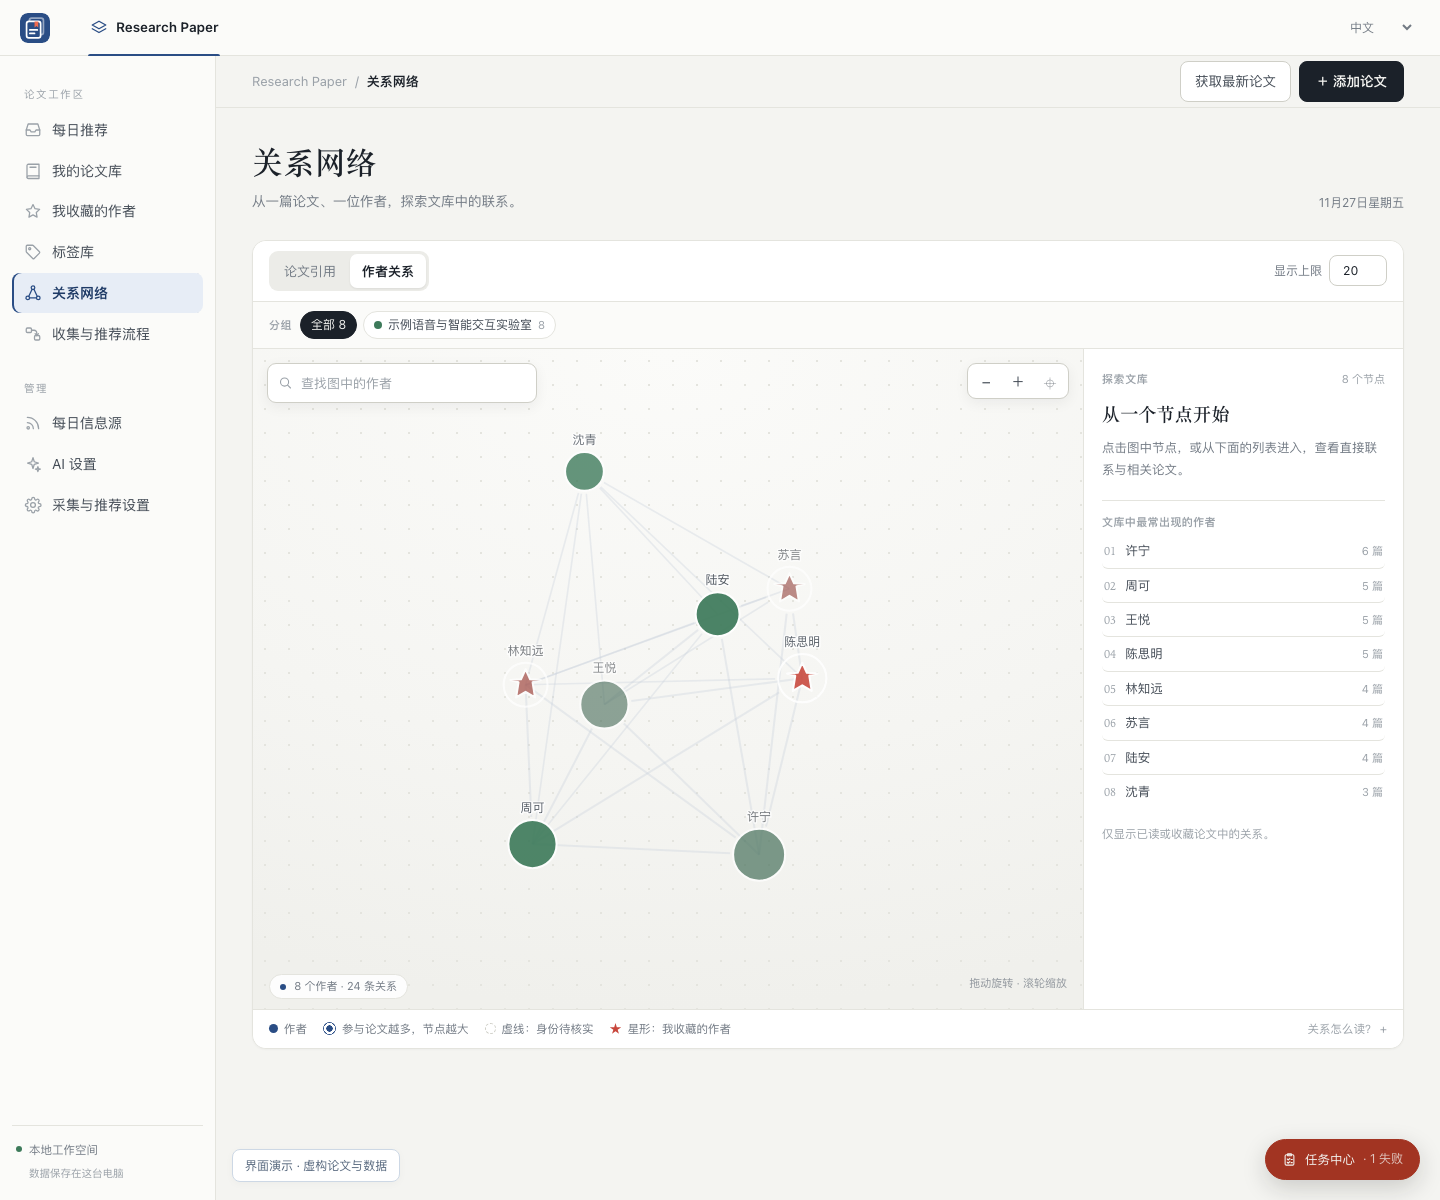 Research Paper
中文
论文工作区
每日推荐
我的论文库
我收藏的作者
标签库
关系网络
收集与推荐流程
管理
每日信息源
AI 设置
采集与推荐设置
本地工作空间
数据保存在这台电脑
Research Paper / 关系网络
获取最新论文
+ 添加论文
关系网络
从一篇论文、一位作者，探索文库中的联系。
11月27日星期五
论文引用
作者关系
显示上限 20
分组 全部 8 示例语音与智能交互实验室 8
查找图中的作者
− +
沈青
苏言
陆安
陈思明
林知远
王悦
周可
许宁
8 个作者 · 24 条关系
拖动旋转 · 滚轮缩放
探索文库 8 个节点
从一个节点开始
点击图中节点，或从下面的列表进入，查看直接联
系与相关论文。
文库中最常出现的作者
01 许宁 6 篇
02 周可 5 篇
03 王悦 5 篇
04 陈思明 5 篇
05 林知远 4 篇
06 苏言 4 篇
07 陆安 4 篇
08 沈青 3 篇
仅显示已读或收藏论文中的关系。
作者 参与论文越多，节点越大 虚线：身份待核实 星形：我收藏的作者
关系怎么读？ +
界面演示 · 虚构论文与数据
任务中心 · 1 失败